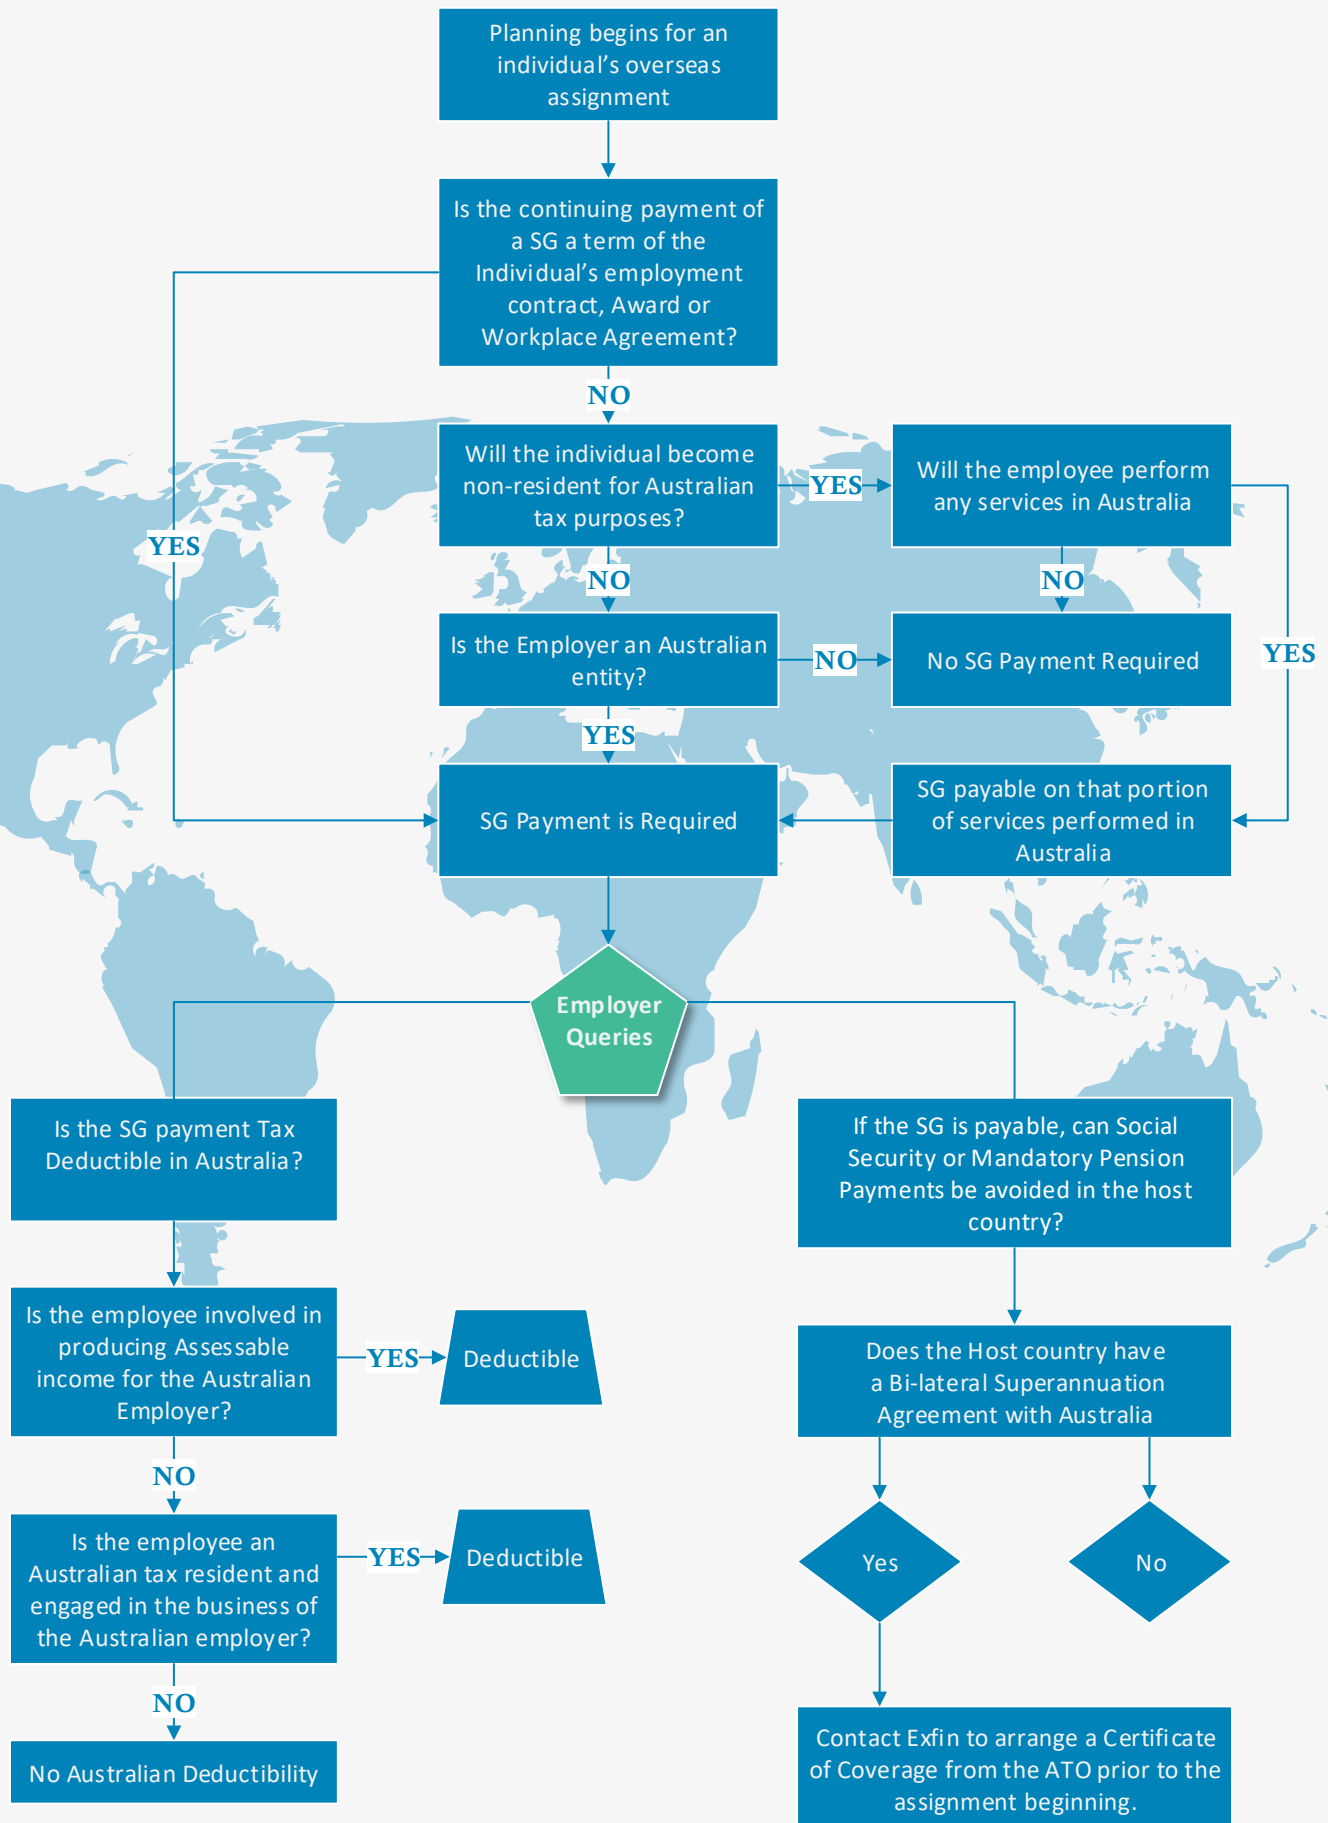 Planning begins for an
individual’s overseas
assignment
Is the continuing payment of
a SG a term of the
Individual’s employment
contract, Award or
Workplace Agreement?
NO
Will the individual become
non-resident for Australian
tax purposes?
YES
Will the employee perform
any services in Australia
YES
NO
NO
Is the Employer an Australian
entity?
NO
No SG Payment Required
YES
YES
SG Payment is Required
SG payable on that portion
of services performed in
Australia
Employer
Queries
Is the SG payment Tax
Deductible in Australia?
If the SG is payable, can Social
Security or Mandatory Pension
Payments be avoided in the host
country?
Is the employee involved in
producing Assessable
income for the Australian
Employer?
YES
Deductible
Does the Host country have
a Bi-lateral Superannuation
Agreement with Australia
NO
Is the employee an
Australian tax resident and
engaged in the business of
the Australian employer?
YES
Deductible
Yes
No
NO
No Australian Deductibility
Contact Exfin to arrange a Certificate
of Coverage from the ATO prior to the
assignment beginning.